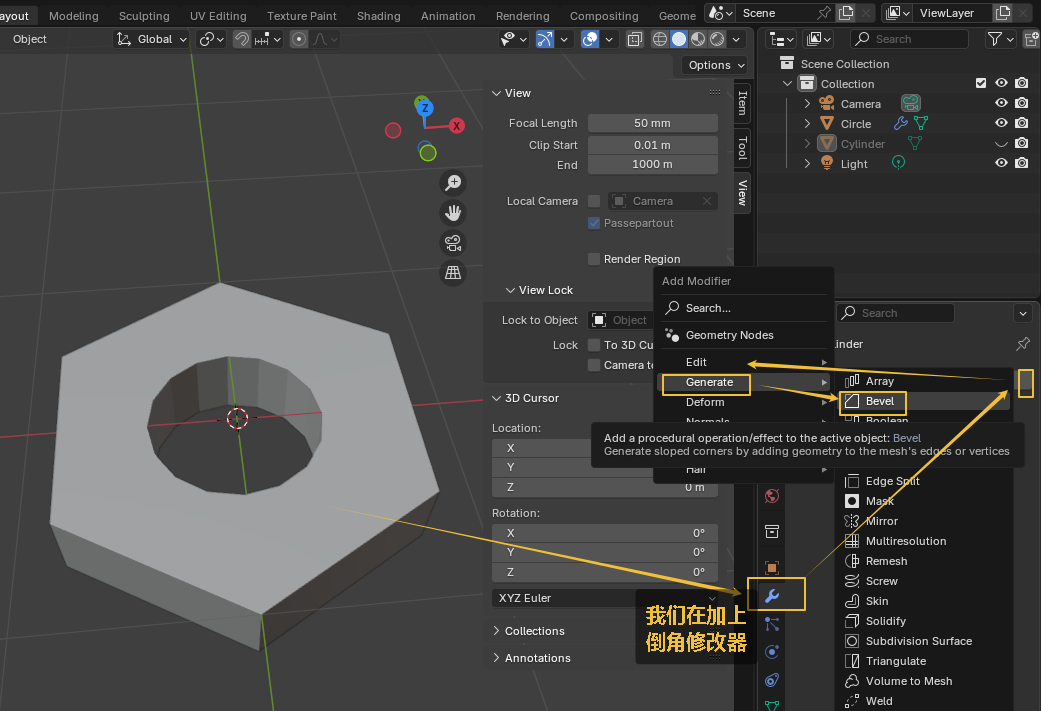 ayout Modeling Sculpting UV Editing Texture Paint Shading Animation Rendering Compositing Geome Scene ViewLayer
Object Global Search
Options
Scene Collection
Collection
Camera
Circle
Cylinder
Light
View
Focal Length 50 mm
Clip Start 0.01 m
End 1000 m
Local Camera Camera
Passepartout
Render Region
View Lock
Lock to Object Object
Lock To 3D Cu
Camera to
3D Cursor
Location:
X
Y
Z 0 m
Rotation:
X 0°
Y 0°
Z 0°
XYZ Euler
Collections
Annotations
Item
Tool
View
Z
X
Add Modifier
Search...
Geometry Nodes
Edit
Generate
Deform
Normals
Hair
Search
inder
Array
Bevel
Boolean
Add a procedural operation/effect to the active object: Bevel
Generate sloped corners by adding geometry to the mesh's edges or vertices
Edge Split
Mask
Mirror
Multiresolution
Remesh
Screw
Skin
Solidify
Subdivision Surface
Triangulate
Volume to Mesh
Weld
我们在加上
倒角修改器